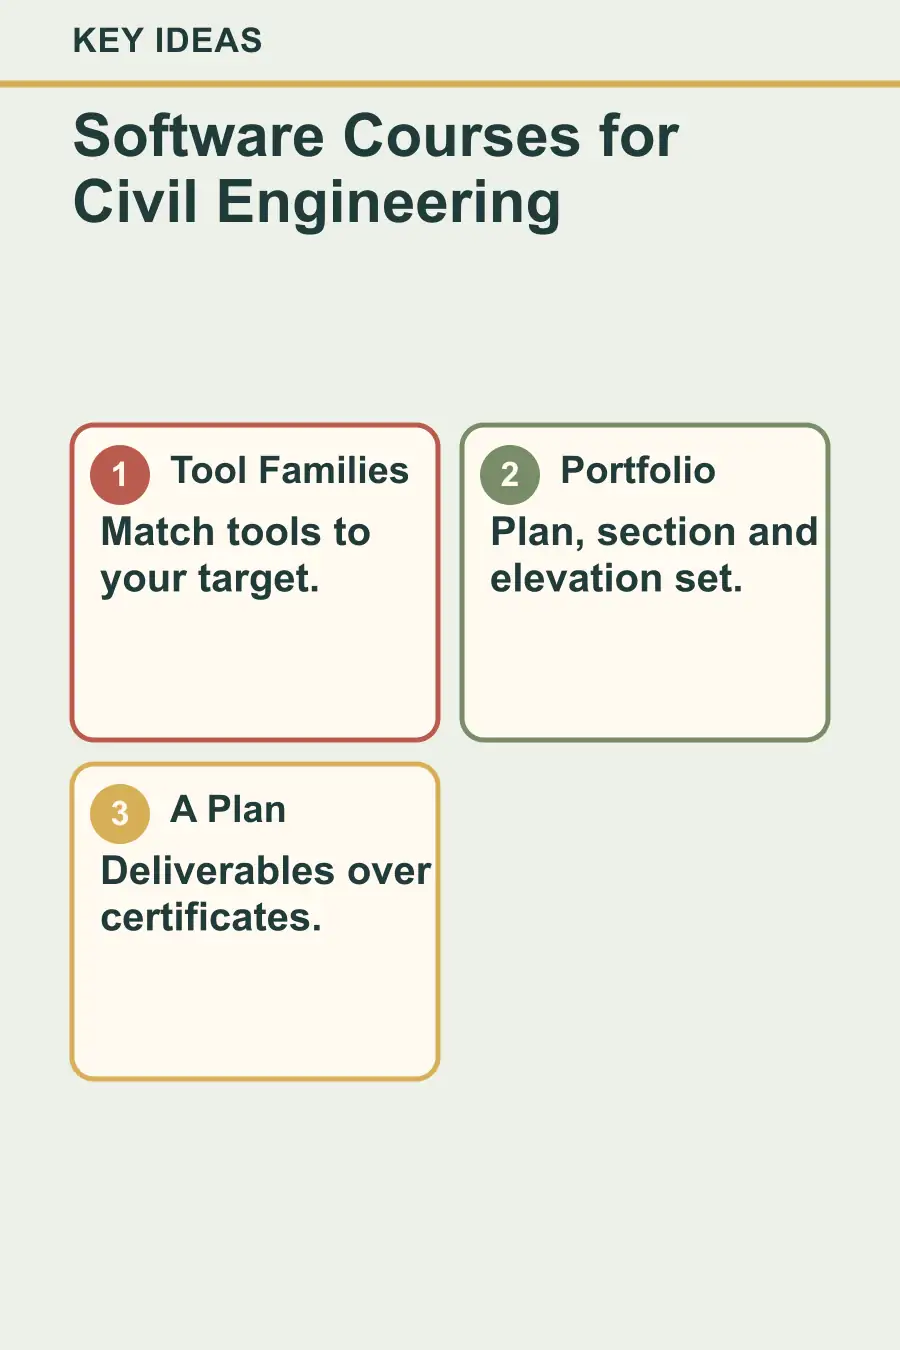 KEY IDEAS
Software Courses for
Civil Engineering
1 Tool Families
Match tools to
your target.
2 Portfolio
Plan, section and
elevation set.
3 A Plan
Deliverables over
certificates.